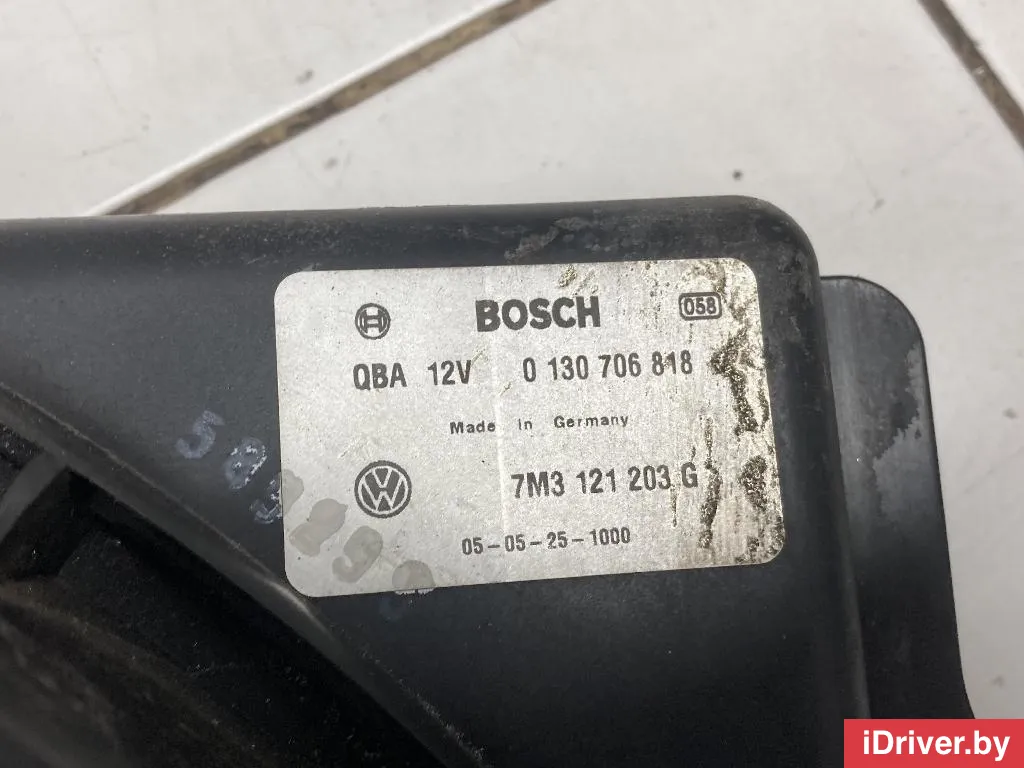 BOSCH 058
QBA 12V 0 130 706 818
Made in Germany
7M3 121 203 G
05-05-25-1000
iDriver.by